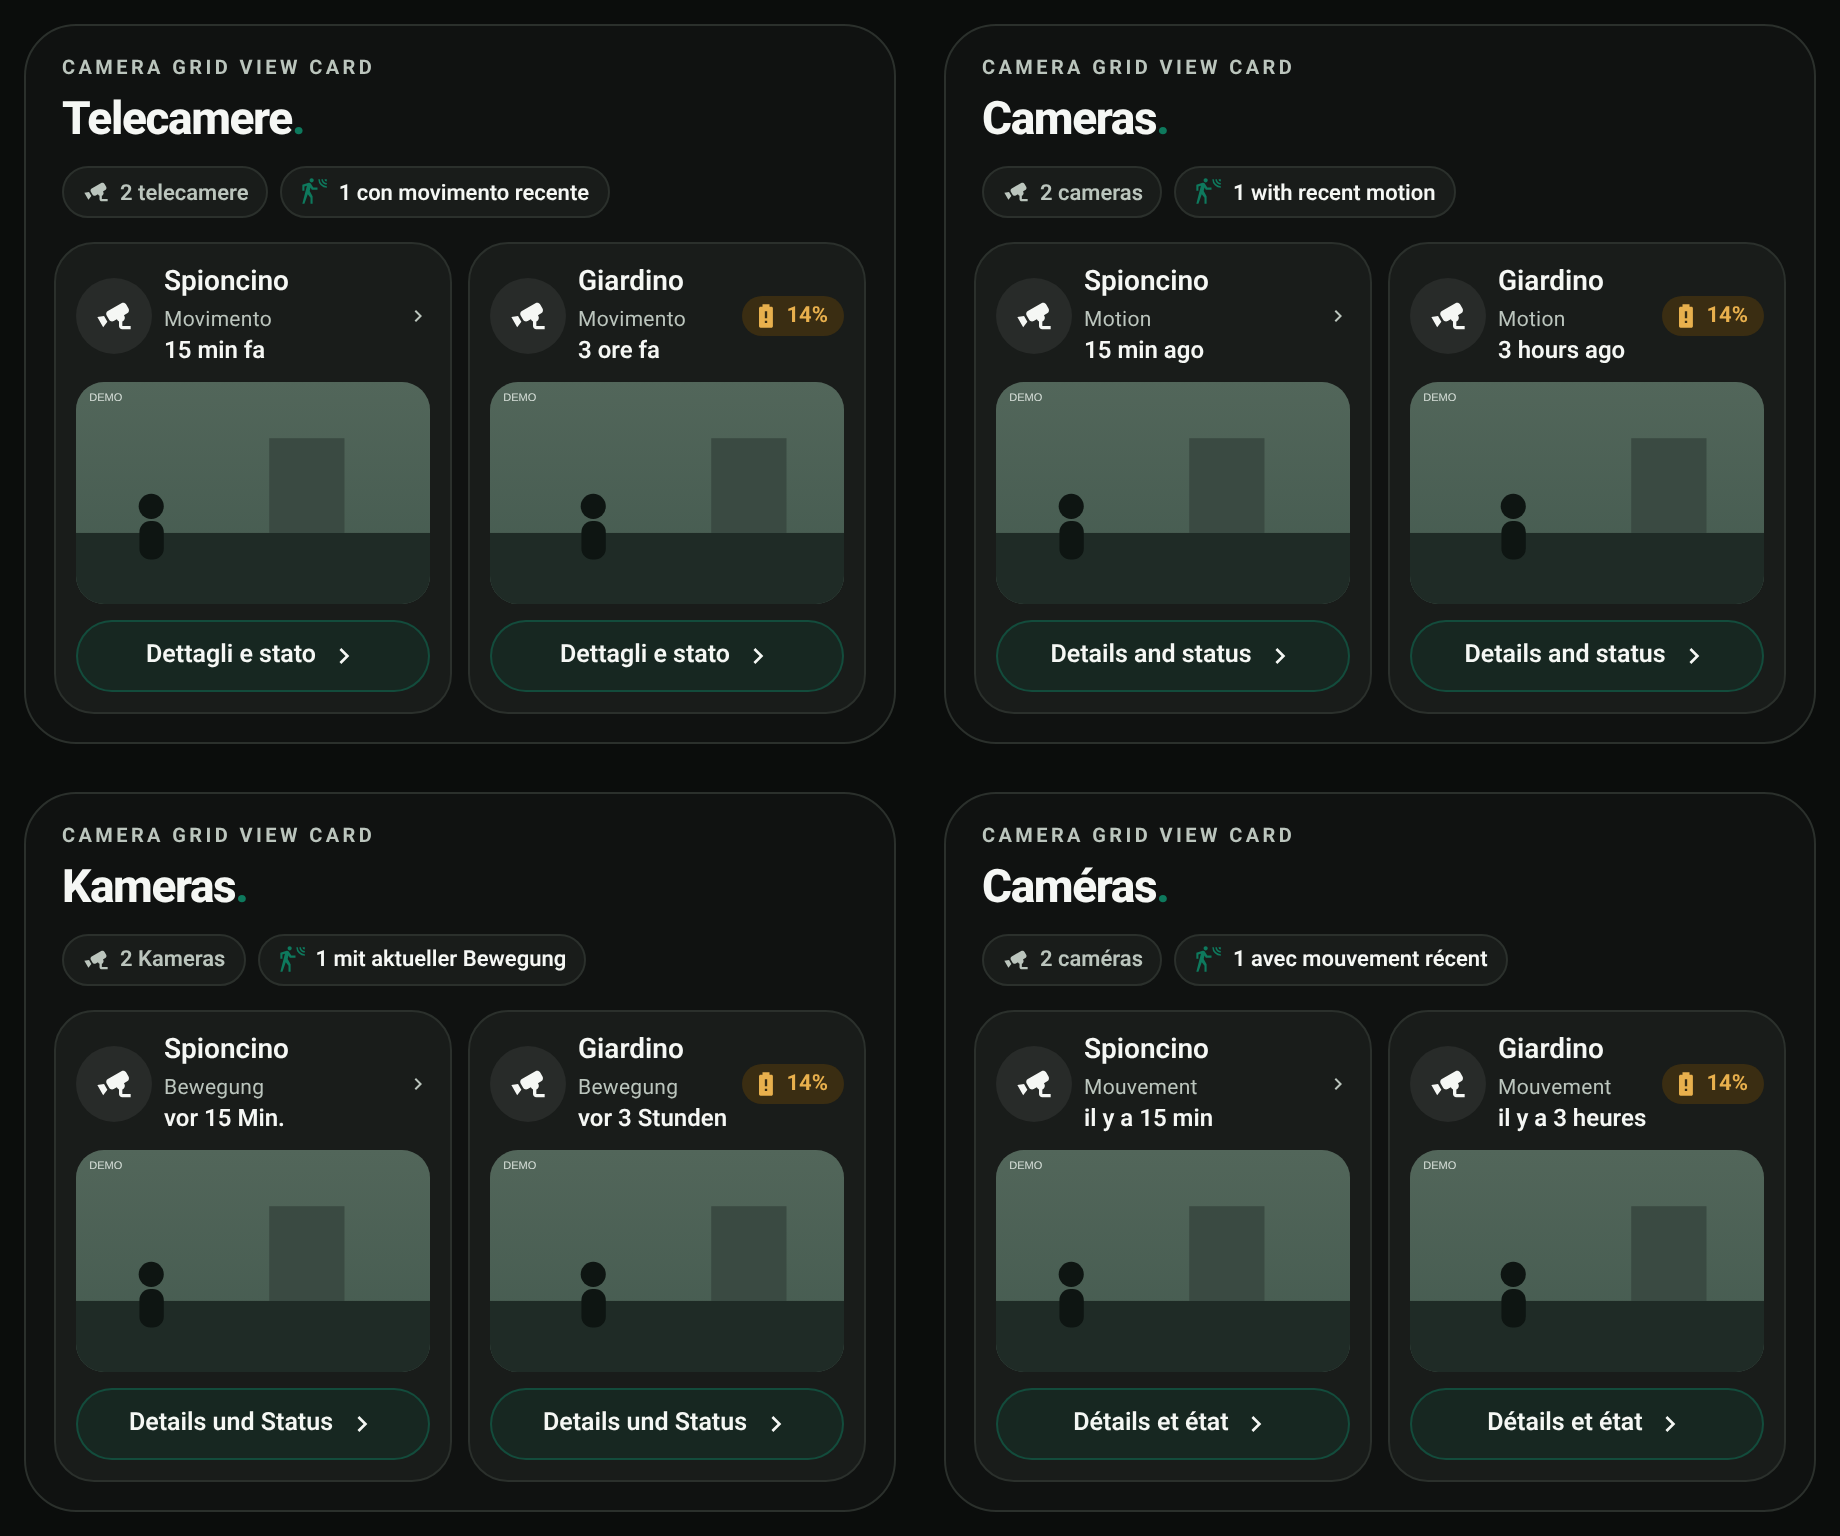 CAMERA GRID VIEW CARD
Telecamere.
2 telecamere
1 con movimento recente
Spioncino
Movimento
15 min fa
DEMO
Dettagli e stato
Giardino
Movimento
3 ore fa
14%
DEMO
Dettagli e stato
CAMERA GRID VIEW CARD
Cameras.
2 cameras
1 with recent motion
Spioncino
Motion
15 min ago
DEMO
Details and status
Giardino
Motion
3 hours ago
14%
DEMO
Details and status
CAMERA GRID VIEW CARD
Kameras.
2 Kameras
1 mit aktueller Bewegung
Spioncino
Bewegung
vor 15 Min.
DEMO
Details und Status
Giardino
Bewegung
vor 3 Stunden
14%
DEMO
Details und Status
CAMERA GRID VIEW CARD
Caméras.
2 caméras
1 avec mouvement récent
Spioncino
Mouvement
il y a 15 min
DEMO
Détails et état
Giardino
Mouvement
il y a 3 heures
14%
DEMO
Détails et état